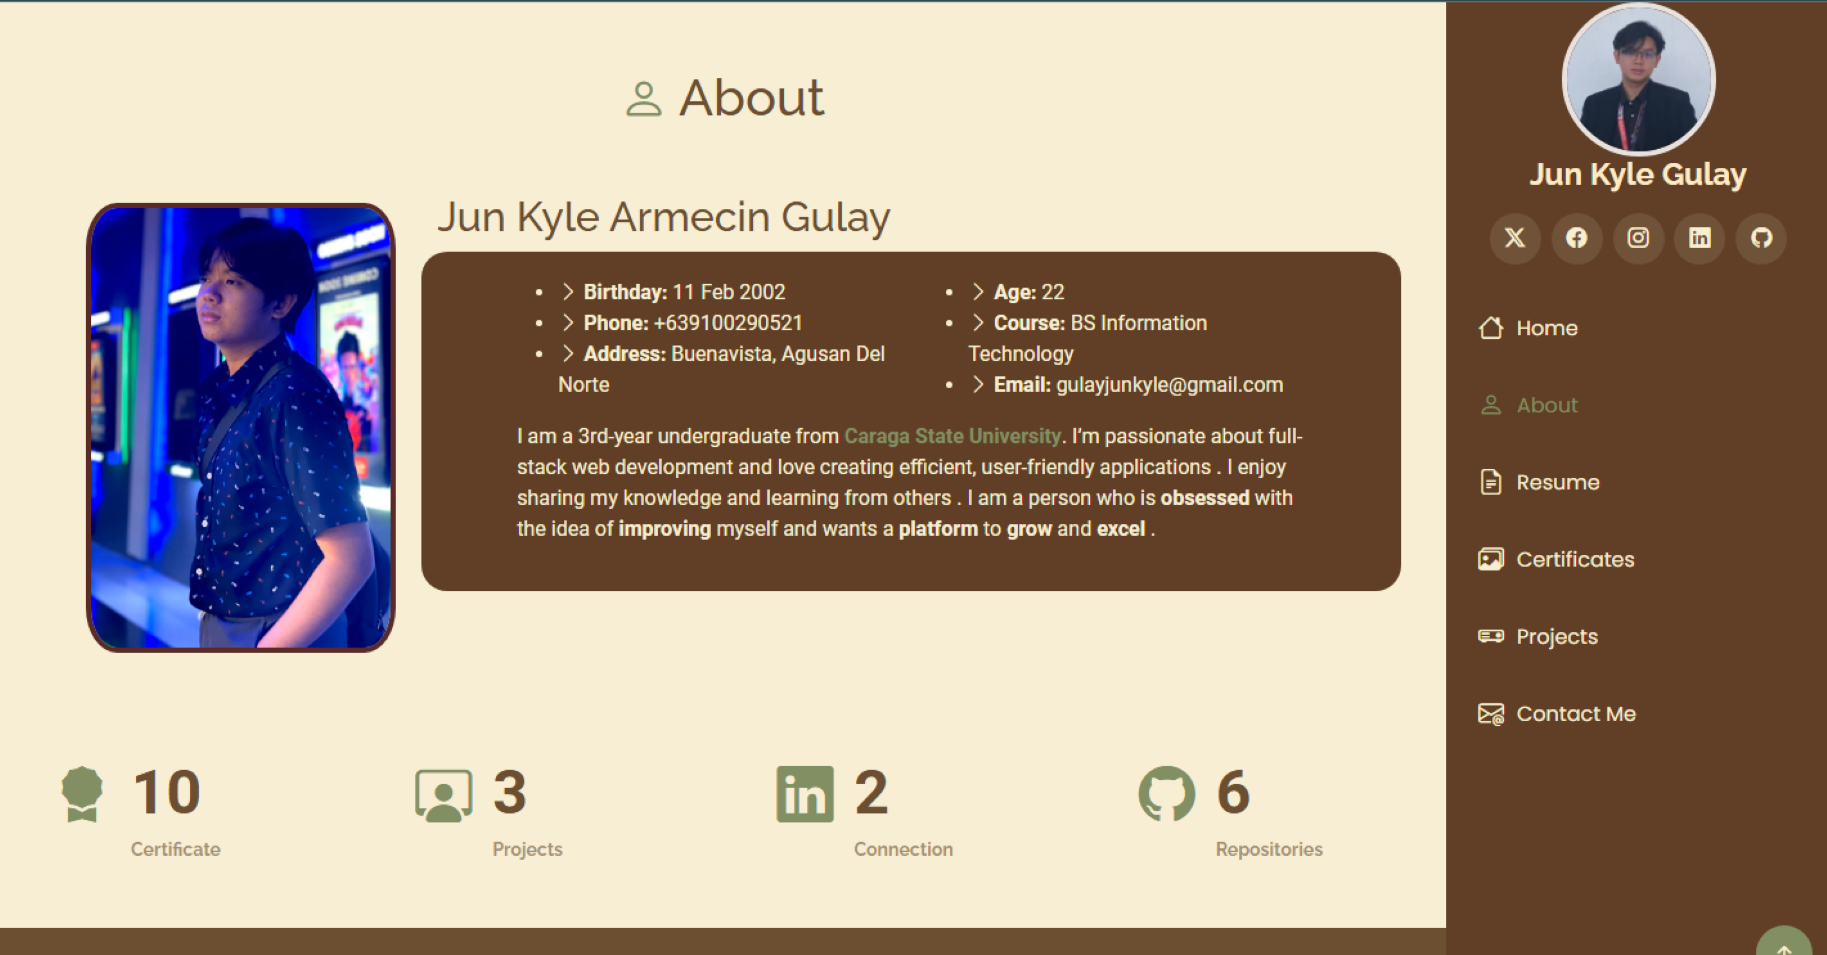 About
Jun Kyle Armecin Gulay
Birthday: 11 Feb 2002
Phone: +639100290521
Address: Buenavista, Agusan Del
Norte
Age: 22
Course: BS Information
Technology
Email: gulayjunkyle@gmail.com
I am a 3rd-year undergraduate from Caraga State University. I'm passionate about full-
stack web development and love creating efficient, user-friendly applications . I enjoy
sharing my knowledge and learning from others . I am a person who is obsessed with
the idea of improving myself and wants a platform to grow and excel .
10
Certificate
3
Projects
2
Connection
6
Repositories
Jun Kyle Gulay
Home
About
Resume
Certificates
Projects
Contact Me
COMING SOON